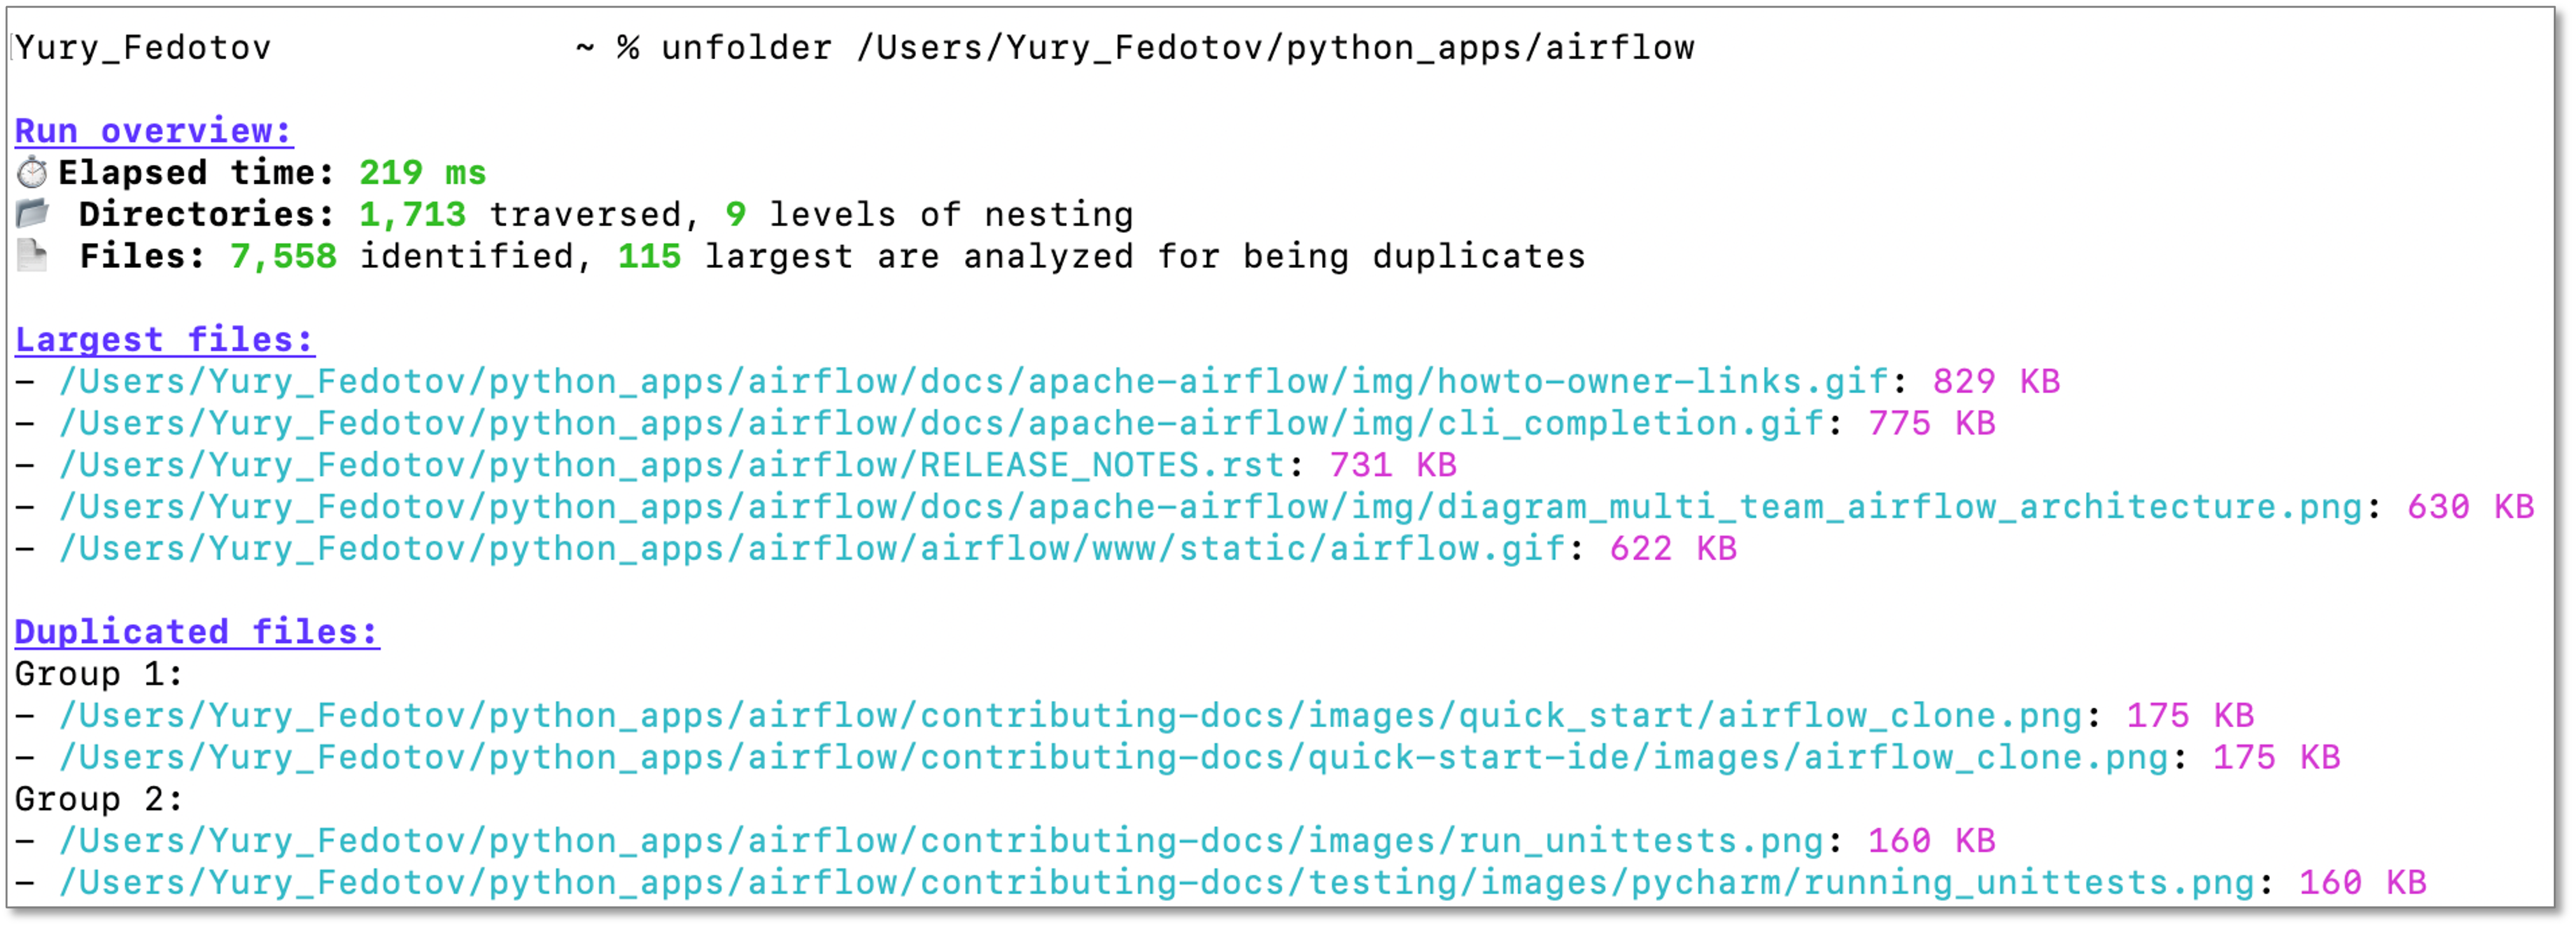 Yury_Fedotov ~ % unfolder /Users/Yury_Fedotov/python_apps/airflow
Run overview:
⏱Elapsed time: 219 ms
📂 Directories: 1,713 traversed, 9 levels of nesting
📄 Files: 7,558 identified, 115 largest are analyzed for being duplicates
Largest files:
– /Users/Yury_Fedotov/python_apps/airflow/docs/apache-airflow/img/howto-owner-links.gif: 829 KB
– /Users/Yury_Fedotov/python_apps/airflow/docs/apache-airflow/img/cli_completion.gif: 775 KB
– /Users/Yury_Fedotov/python_apps/airflow/RELEASE_NOTES.rst: 731 KB
– /Users/Yury_Fedotov/python_apps/airflow/docs/apache-airflow/img/diagram_multi_team_airflow_architecture.png: 630 KB
– /Users/Yury_Fedotov/python_apps/airflow/airflow/www/static/airflow.gif: 622 KB
Duplicated files:
Group 1:
– /Users/Yury_Fedotov/python_apps/airflow/contributing-docs/images/quick_start/airflow_clone.png: 175 KB
– /Users/Yury_Fedotov/python_apps/airflow/contributing-docs/quick-start-ide/images/airflow_clone.png: 175 KB
Group 2:
– /Users/Yury_Fedotov/python_apps/airflow/contributing-docs/images/run_unittests.png: 160 KB
– /Users/Yury_Fedotov/python_apps/airflow/contributing-docs/testing/images/pycharm/running_unittests.png: 160 KB